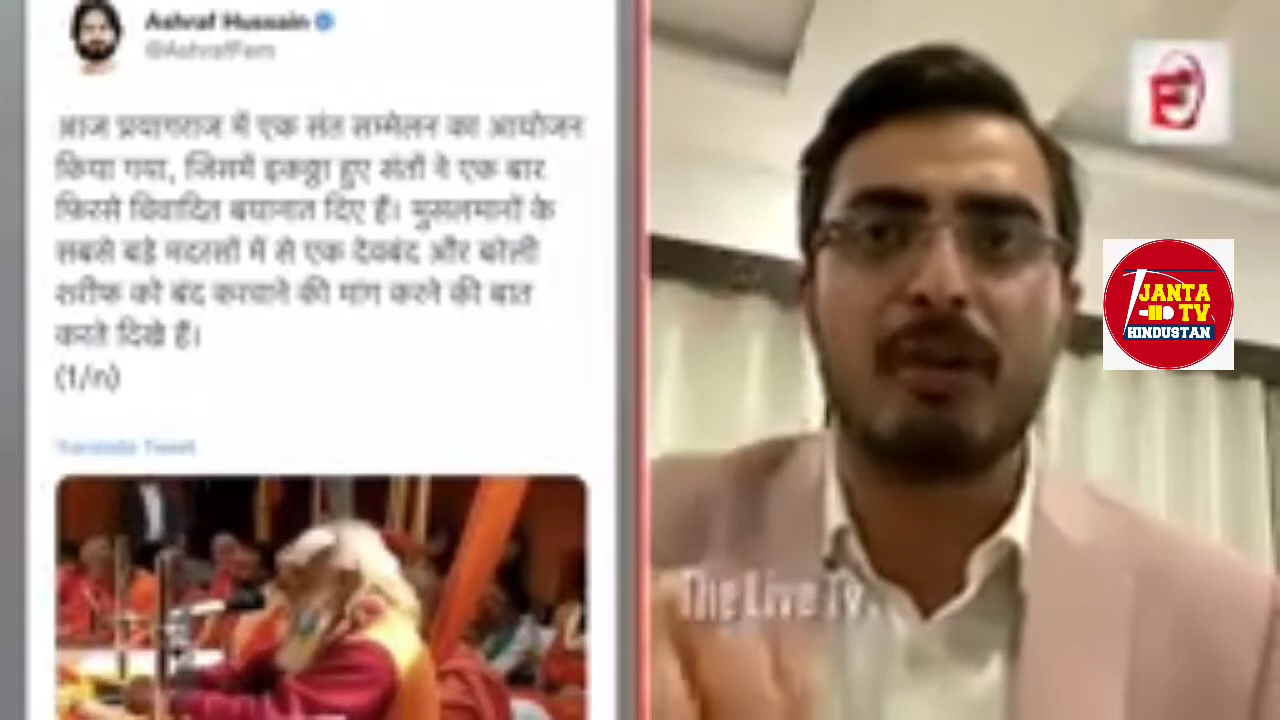 Ashraf Hussain
@AshrafFem
आज प्रयागराज में एक संत सम्मेलन का आयोजन
किया गया, जिसमें इकठ्ठा हुए संतों ने एक बार
फिरसे विवादित बयानात दिए हैं। मुसलमानों के
सबसे बड़े मदरसों में से एक देवबंद और बरेली
शरीफ को बंद करवाने की मांग करने की बात
करते दिखे हैं।
(1/n)
Translate Tweet
JANTA
TV
HINDUSTAN
The Live Tv